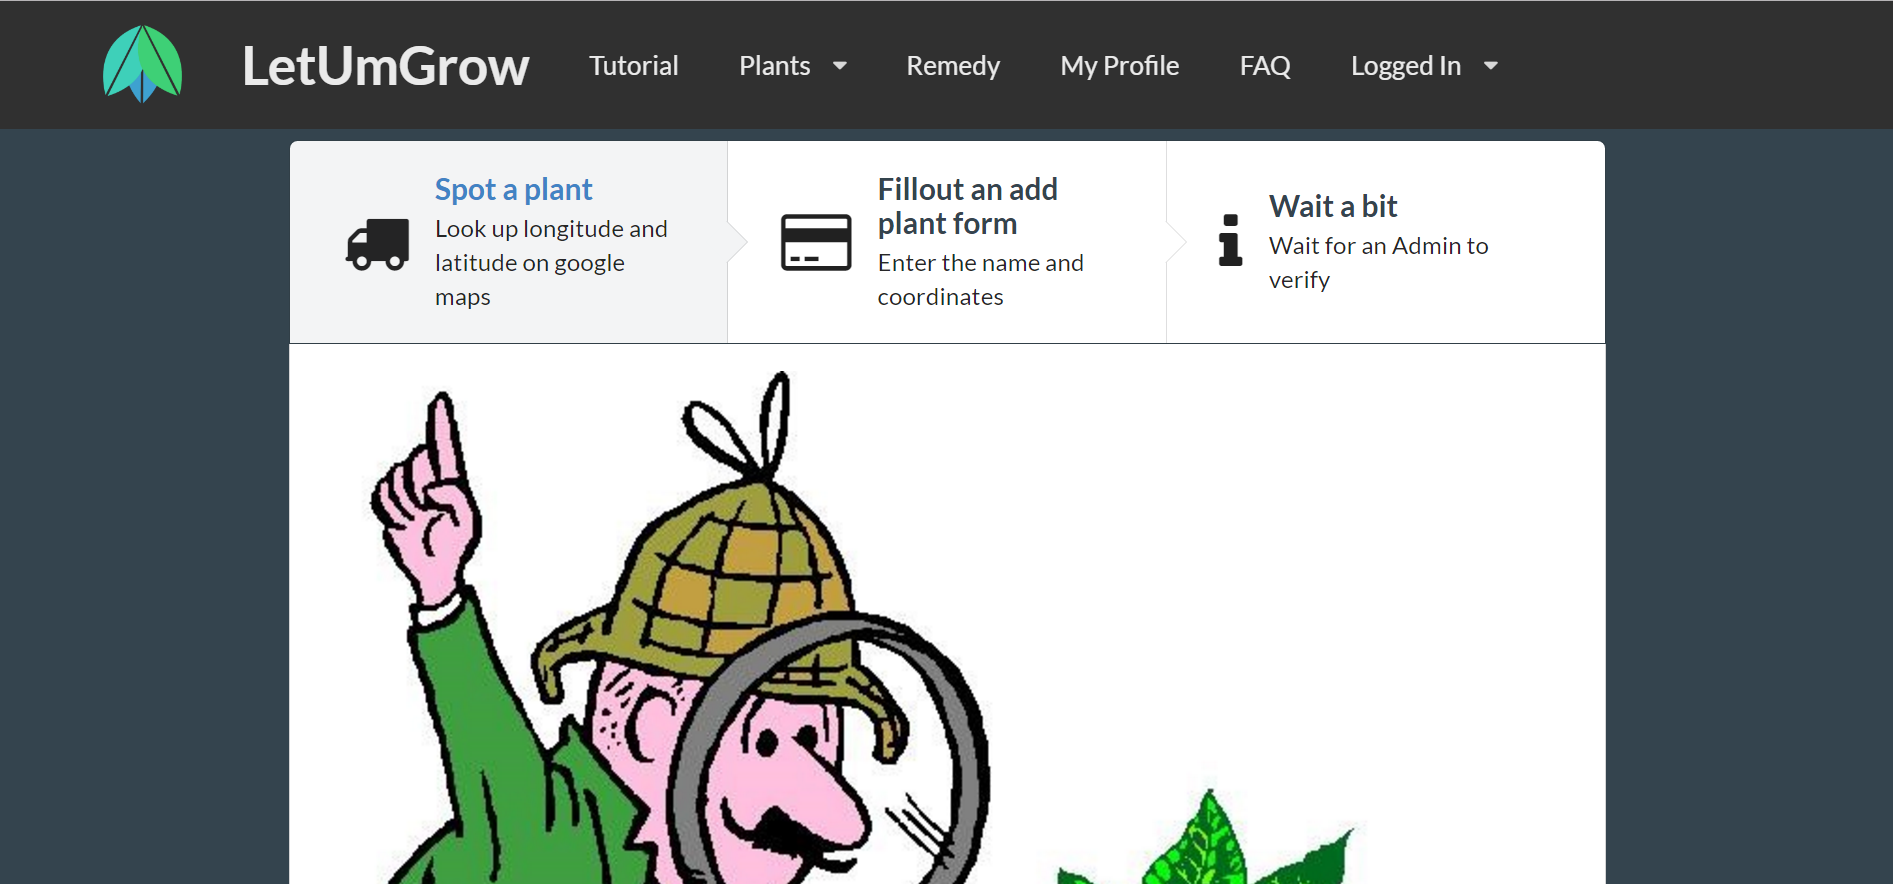 LetUmGrow Tutorial Plants Remedy My Profile FAQ Logged In
Spot a plant
Look up longitude and
latitude on google
maps
Fillout an add
plant form
Enter the name and
coordinates
Wait a bit
Wait for an Admin to
verify